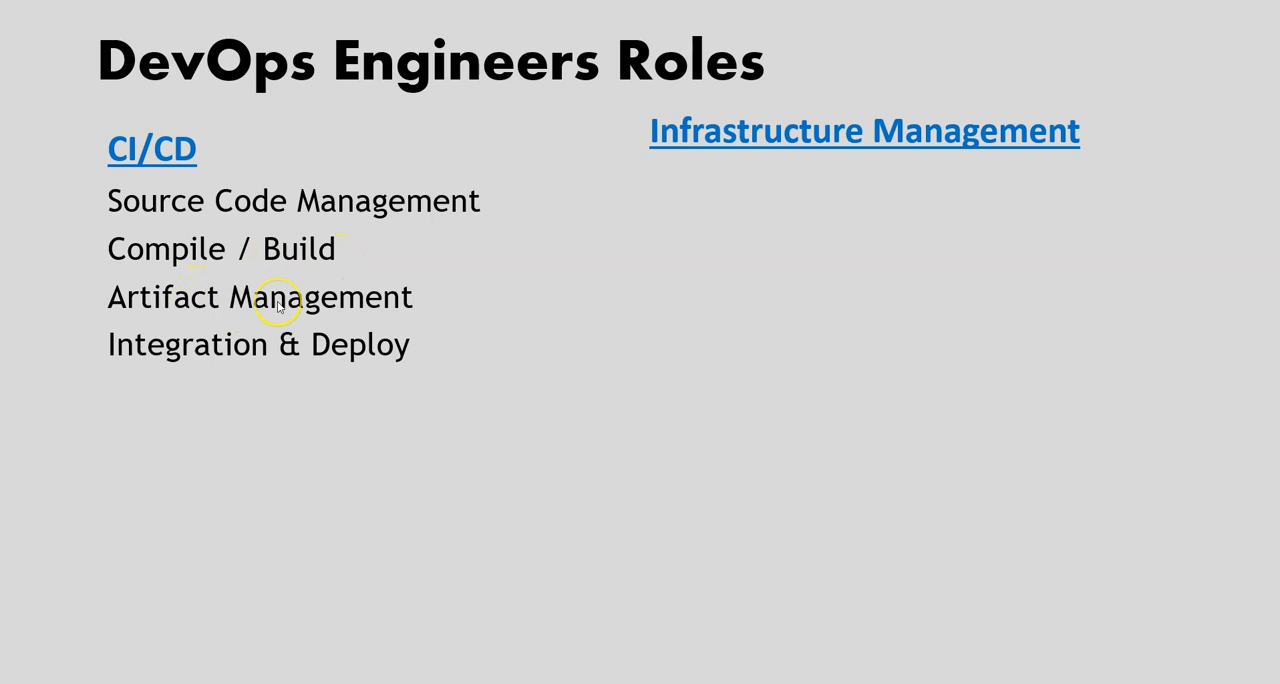 DevOps Engineers Roles
CI/CD
Source Code Management
Compile / Build
Artifact Management
Integration & Deploy
Infrastructure Management